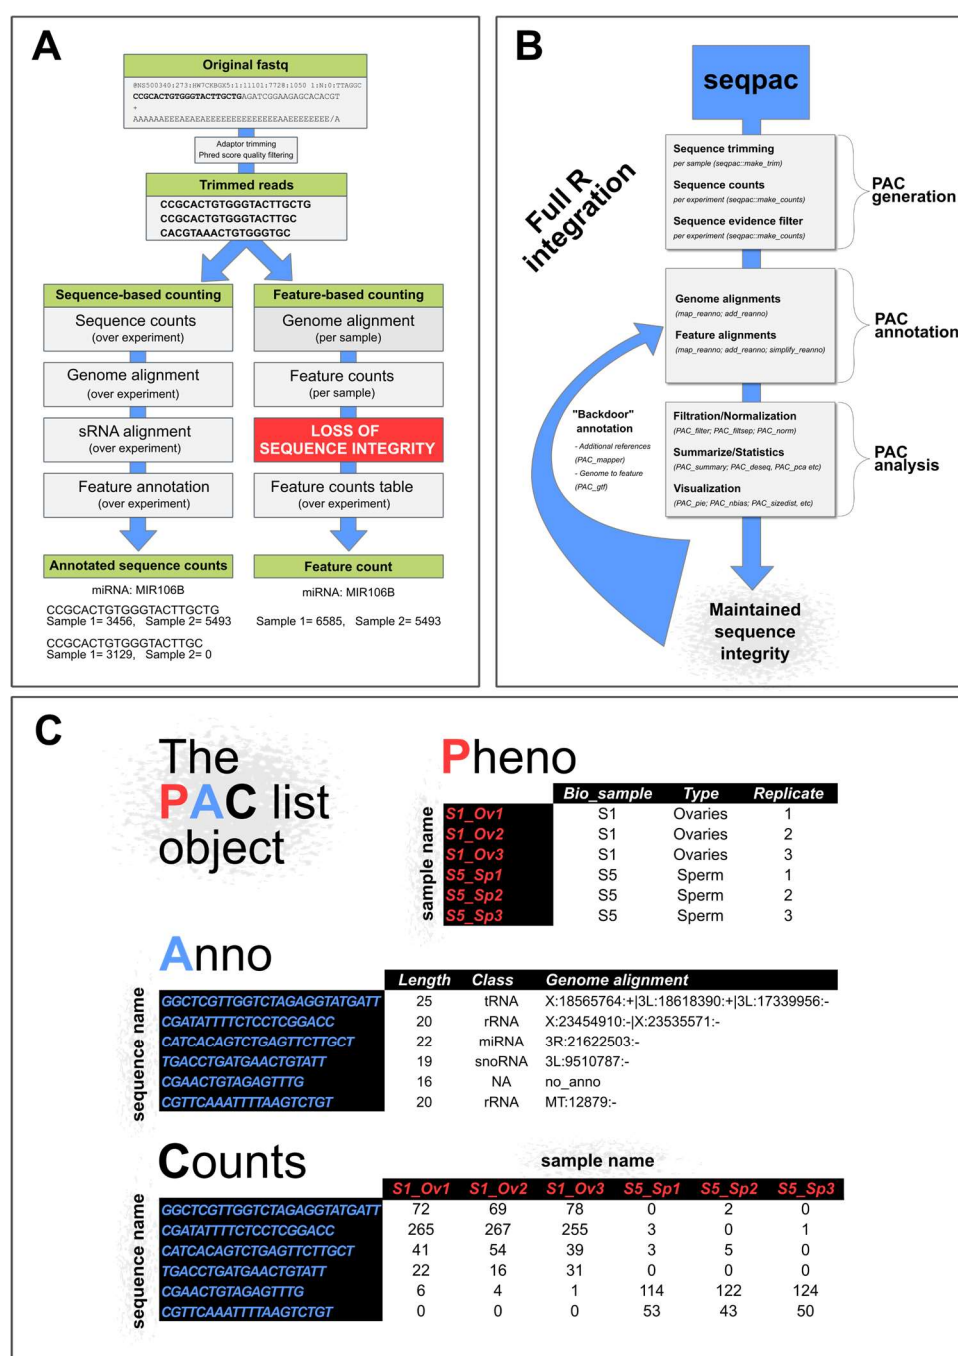 A
Original fastq
@NS500340:273:HW7CKBGX5:1:11101:7728:1050 1:N:0:TTAGGC
CCGCACTGTGGGTACTTGCTGAGATCGGAAGAGCACACGT
+
Adaptor trimming
Phred score quality filtering
Trimmed reads
CCGCACTGTGGGTACTTGCTG
CCGCACTGTGGGTACTTGC
CACGTAAACTGTGGGTGC
Sequence-based counting
Sequence counts
(over experiment)
Genome alignment
(over experiment)
sRNA alignment
(over experiment)
Feature annotation
(over experiment)
Annotated sequence counts
miRNA: MIR106B
CCGCACTGTGGGTACTTGCTG
Sample 1= 3456, Sample 2= 5493
CCGCACTGTGGGTACTTGC
Sample 1= 3129, Sample 2= 0
Feature-based counting
Genome alignment
(per sample)
Feature counts
(per sample)
LOSS OF
SEQUENCE INTEGRITY
Feature counts table
(over experiment)
Feature count
miRNA: MIR106B
Sample 1= 6585, Sample 2= 5493
B
seqpac
Full R
integration
Sequence trimming
per sample (seqpac::make_trim)
Sequence counts
per experiment (seqpac::make_counts)
Sequence evidence filter
per experiment (seqpac::make_counts)
PAC
generation
Genome alignments
(map_reanno; add_reanno)
Feature alignments
(map_reanno; add_reanno; simplify_reanno)
PAC
annotation
"Backdoor"
annotation
- Additional references
(PAC_mapper)
- Genome to feature
(PAC_gtf)
Filtration/Normalization
(PAC_filter; PAC_filtsep; PAC_norm)
Summarize/Statistics
(PAC_summary; PAC_deseq, PAC_pca etc)
Visualization
(PAC_pie; PAC_nbias; PAC_sizedist, etc)
PAC
analysis
Maintained
sequence
integrity
C
The
PAC list
object
Pheno
sample name
Bio_sample Type Replicate
S1_Ov1 S1 Ovaries 1
S1_Ov2 S1 Ovaries 2
S1_Ov3 S1 Ovaries 3
S5_Sp1 S5 Sperm 1
S5_Sp2 S5 Sperm 2
S5_Sp3 S5 Sperm 3
Anno
sequence name
Length Class Genome alignment
GGCTCGTTGGTCTAGAGGTATGATT 25 tRNA X:18565764:+|3L:18618390:+|3L:17339956:-
CGATATTTTCTCCTCGGACC 20 rRNA X:23454910:-|X:23535571:-
CATCACAGTCTGAGTTCTTGCT 22 miRNA 3R:21622503:-
TGACCTGATGAACTGTATT 19 snoRNA 3L:9510787:-
CGAACTGTAGAGTTTG 16 NA no_anno
CGTTCAAATTTTAAGTCTGT 20 rRNA MT:12879:-
Counts
sample name
sequence name
S1_Ov1 S1_Ov2 S1_Ov3 S5_Sp1 S5_Sp2 S5_Sp3
GGCTCGTTGGTCTAGAGGTATGATT 72 69 78 0 2 0
CGATATTTTCTCCTCGGACC 265 267 255 3 0 1
CATCACAGTCTGAGTTCTTGCT 41 54 39 3 5 0
TGACCTGATGAACTGTATT 22 16 31 0 0 0
CGAACTGTAGAGTTTG 6 4 1 114 122 124
CGTTCAAATTTTAAGTCTGT 0 0 0 53 43 50